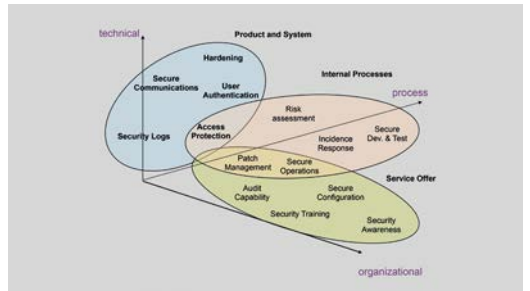 technical
Product and System
Hardening
Secure
Communications
User
Authentication
Internal Processes
process
Risk
assessment
Security Logs
Access
Protection
Incidence
Response
Secure
Dev. & Test
Patch
Management
Secure
Operations
Service Offer
Audit
Capability
Secure
Configuration
Security Training
Security
Awareness
organizational